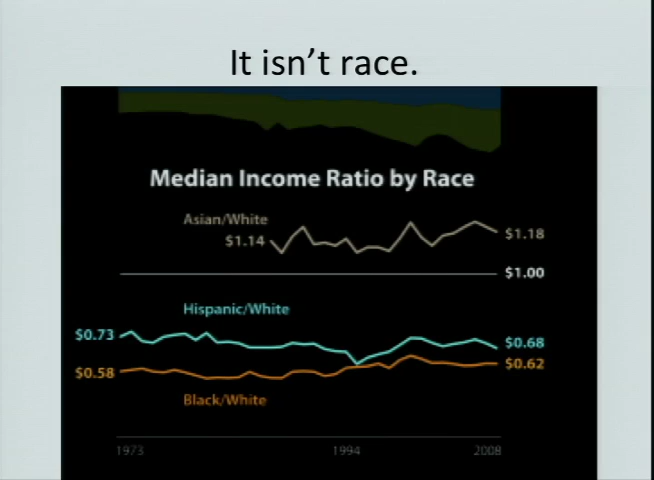 It isn't race.
Median Income Ratio by Race
Asian/White
$1.14
$1.18
$1.00
Hispanic/White
$0.73
$0.68
$0.62
$0.58
Black/White
1973
1994
2008